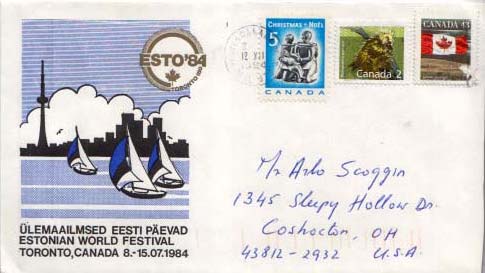 ESTO'84
TORONTO
ÜLEMAAILMSED EESTI PÄEVAD
ESTONIAN WORLD FESTIVAL
TORONTO, CANADA 8.-15.07.1984
CHRISTMAS • NOËL
5
CANADA
Canada 2
CANADA 43
Mr Arlo Scoggin
1345 Sleepy Hollow Dr.
Coshocton, OH
43812-2932 U.S.A.